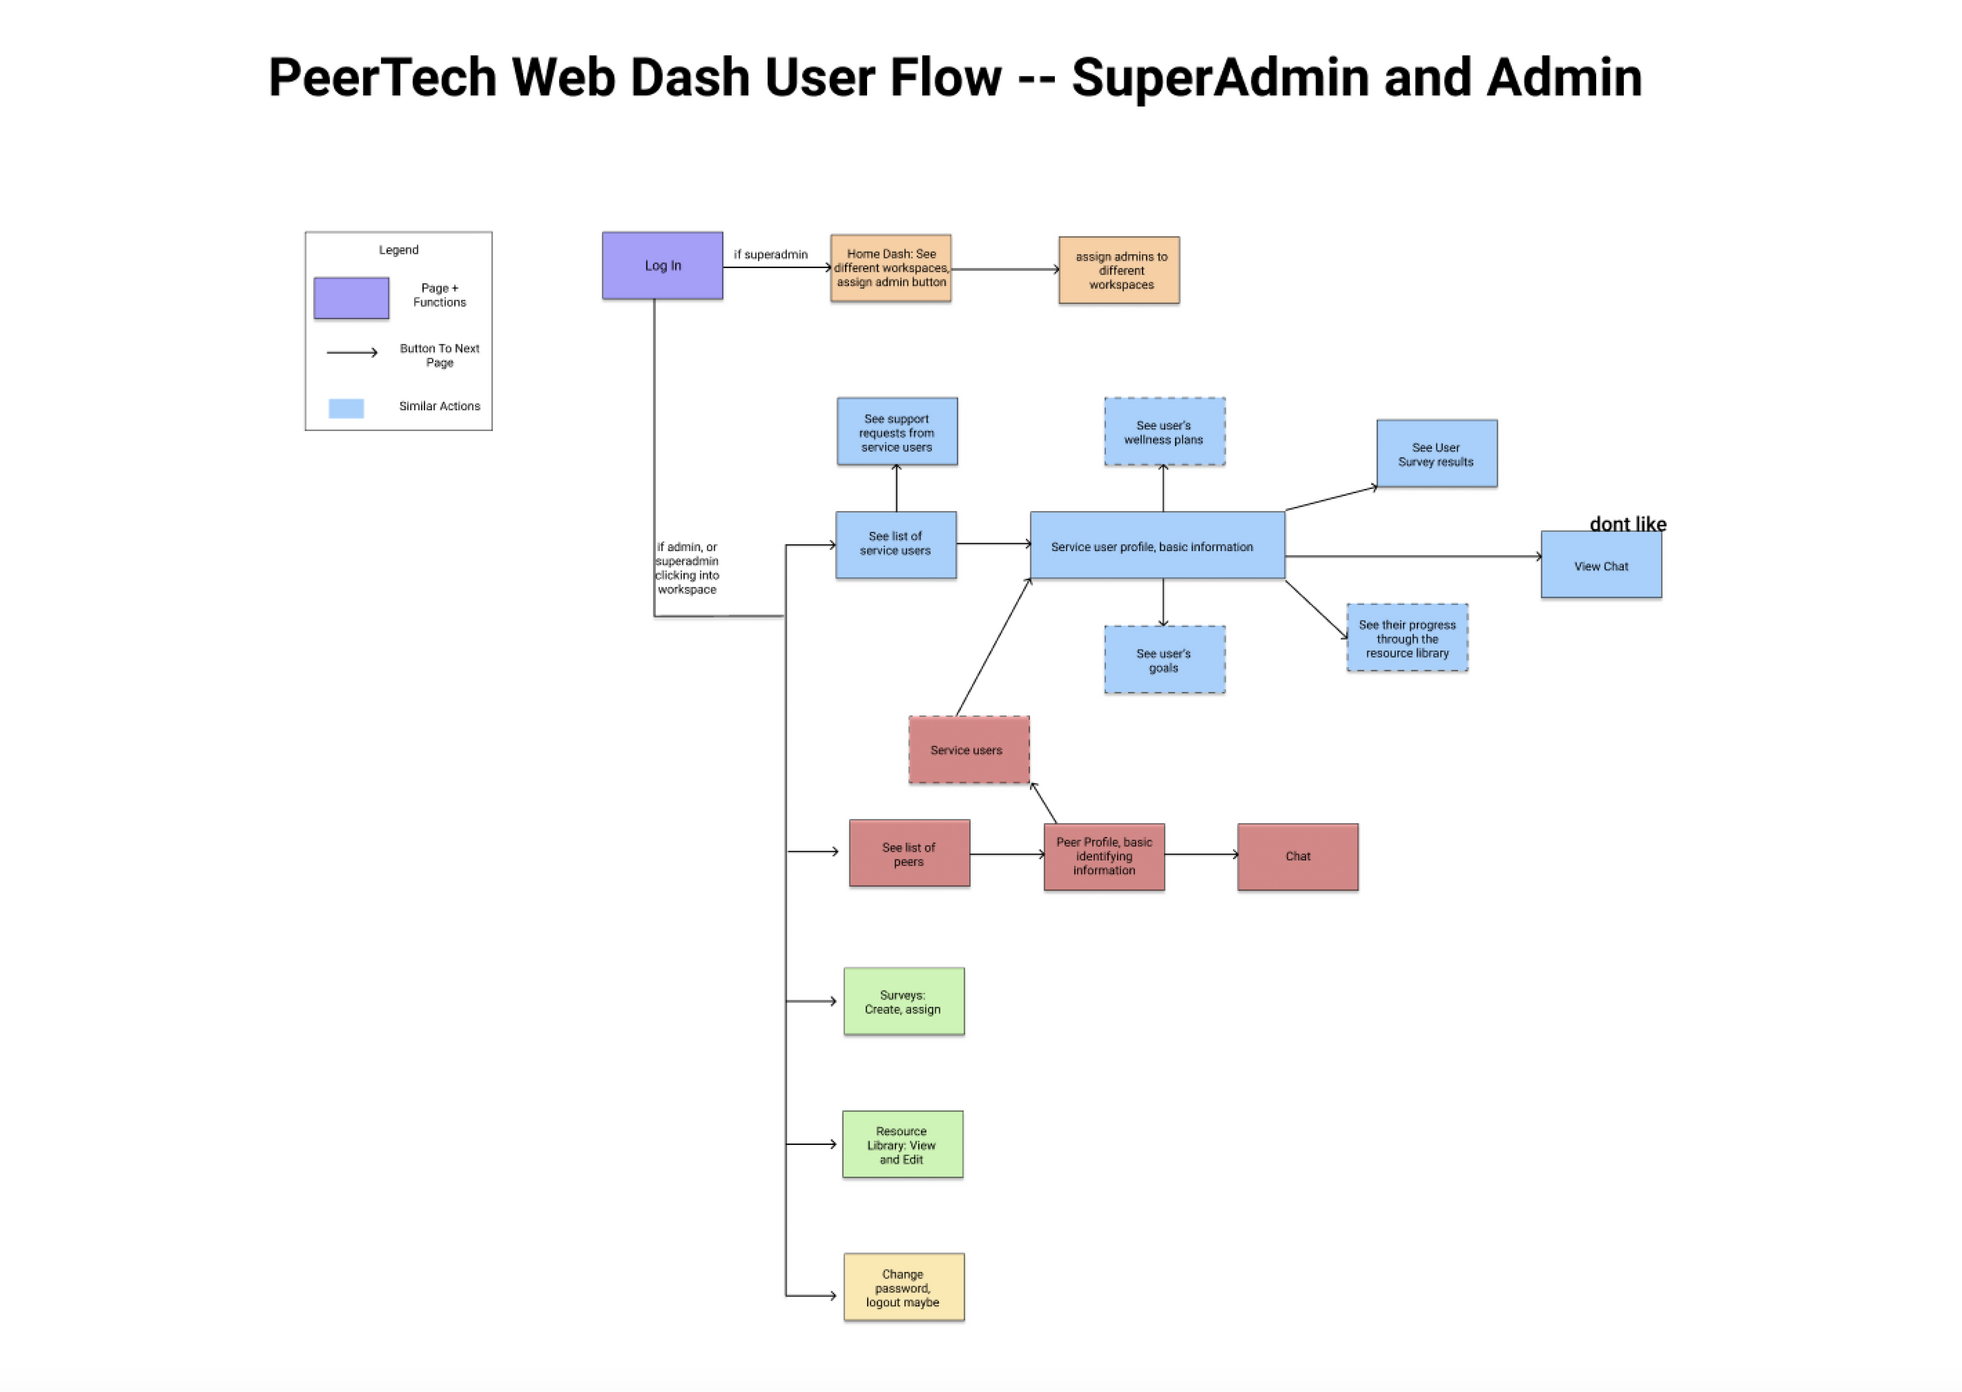 PeerTech Web Dash User Flow -- SuperAdmin and Admin
Legend
Page +
Functions
Button To Next
Page
Similar Actions
Log In
if superadmin
Home Dash: See
different workspaces,
assign admin button
assign admins to
different
workspaces
if admin, or
superadmin
clicking into
workspace
See support
requests from
service users
See user's
wellness plans
See User
Survey results
See list of
service users
Service user profile, basic information
dont like
View Chat
See user's
goals
See their progress
through the
resource library
Service users
See list of
peers
Peer Profile, basic
identifying
information
Chat
Surveys:
Create, assign
Resource
Library: View
and Edit
Change
password,
logout maybe